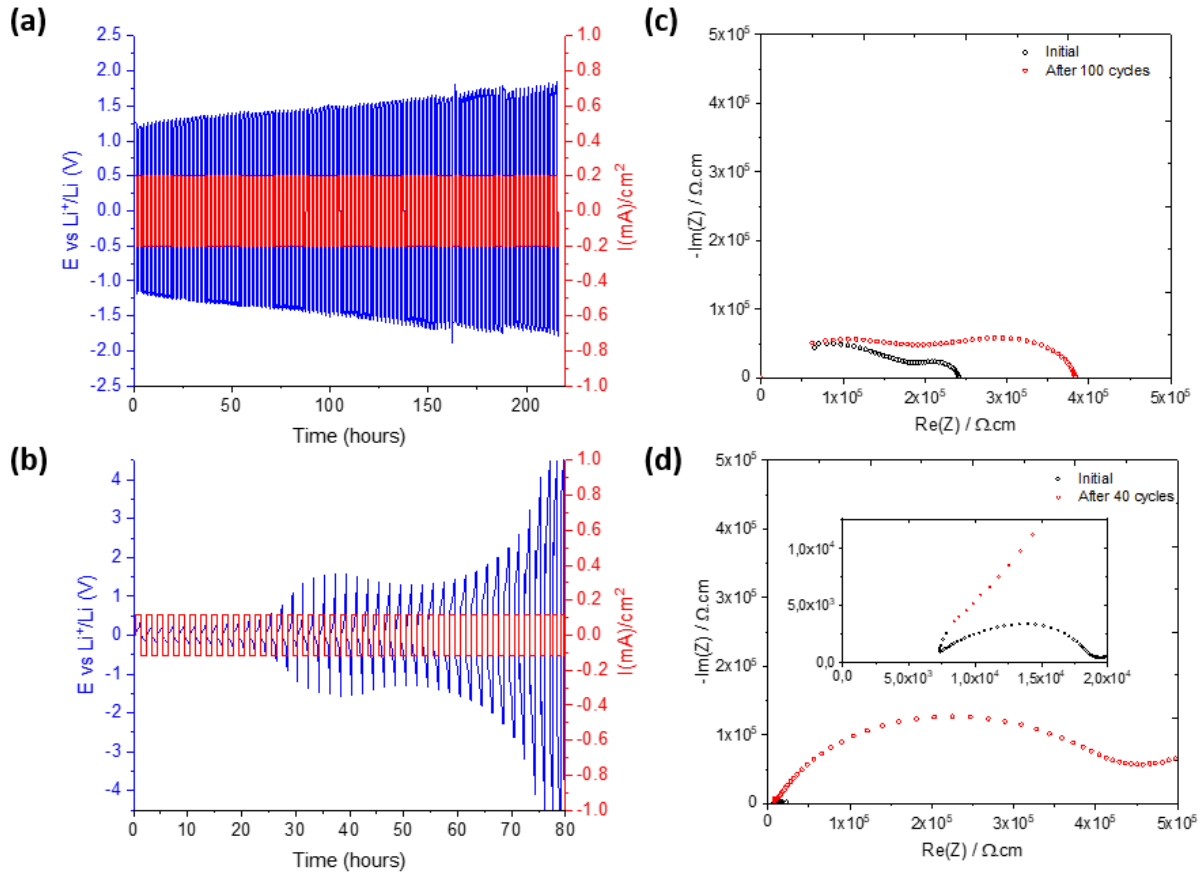 (a)
2.5
2.0
1.5
1.0
0.5
0.0
-0.5
-1.0
-1.5
-2.0
-2.5
E vs Li⁺/Li (V)
0
50
100
150
200
Time (hours)
1.0
0.8
0.6
0.4
0.2
0.0
-0.2
-0.4
-0.6
-0.8
-1.0
I(mA)/cm²
(c)
5x10⁵
4x10⁵
3x10⁵
2x10⁵
1x10⁵
0
-Im(Z) / Ω.cm
Initial
After 100 cycles
0
1x10⁵
2x10⁵
3x10⁵
4x10⁵
5x10⁵
Re(Z) / Ω.cm
(b)
4
3
2
1
0
-1
-2
-3
-4
E vs Li⁺/Li (V)
0
10
20
30
40
50
60
70
80
Time (hours)
1.0
0.8
0.6
0.4
0.2
0.0
-0.2
-0.4
-0.6
-0.8
-1.0
I(mA)/cm²
(d)
5x10⁵
4x10⁵
3x10⁵
2x10⁵
1x10⁵
0
-Im(Z) / Ω.cm
Initial
After 40 cycles
1,0x10⁴
5,0x10³
0,0
0,0
5,0x10³
1,0x10⁴
1,5x10⁴
2,0x10⁴
0
1x10⁵
2x10⁵
3x10⁵
4x10⁵
5x10⁵
Re(Z) / Ω.cm